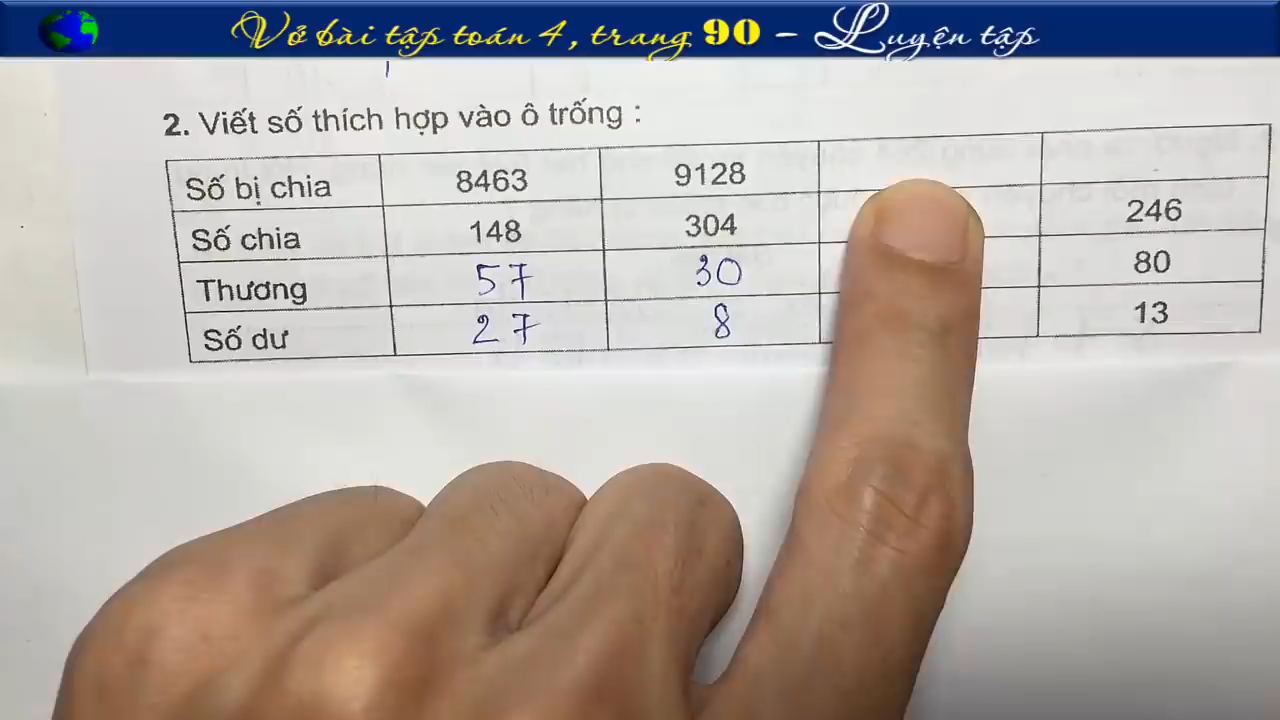 Vở bài tập toán 4, trang 90 - Luyện tập
2. Viết số thích hợp vào ô trống :
Số bị chia 8463 9128
Số chia 148 304 246
Thương 57 30 80
Số dư 27 8 13